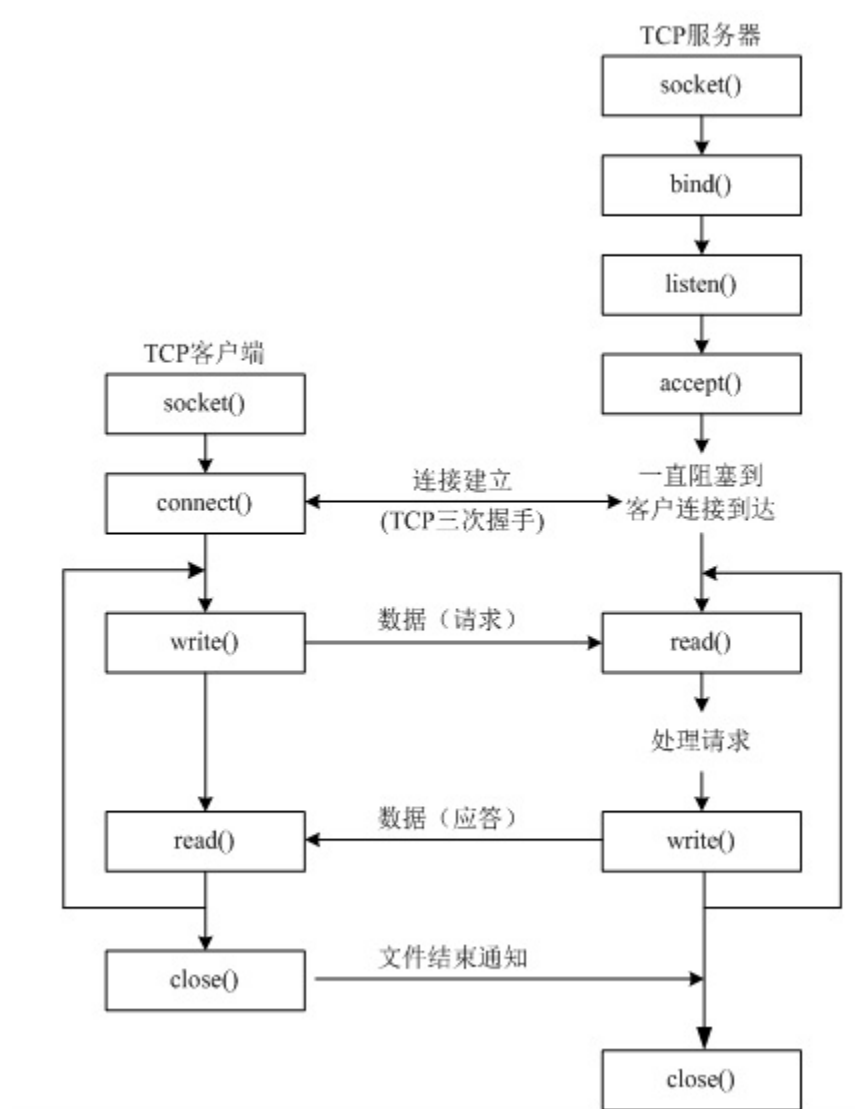 TCP服务器
socket()
bind()
listen()
accept()
TCP客户端
socket()
connect()
连接建立
(TCP三次握手)
一直阻塞到
客户连接到达
write()
数据（请求）
read()
处理请求
read()
数据（应答）
write()
close()
文件结束通知
close()